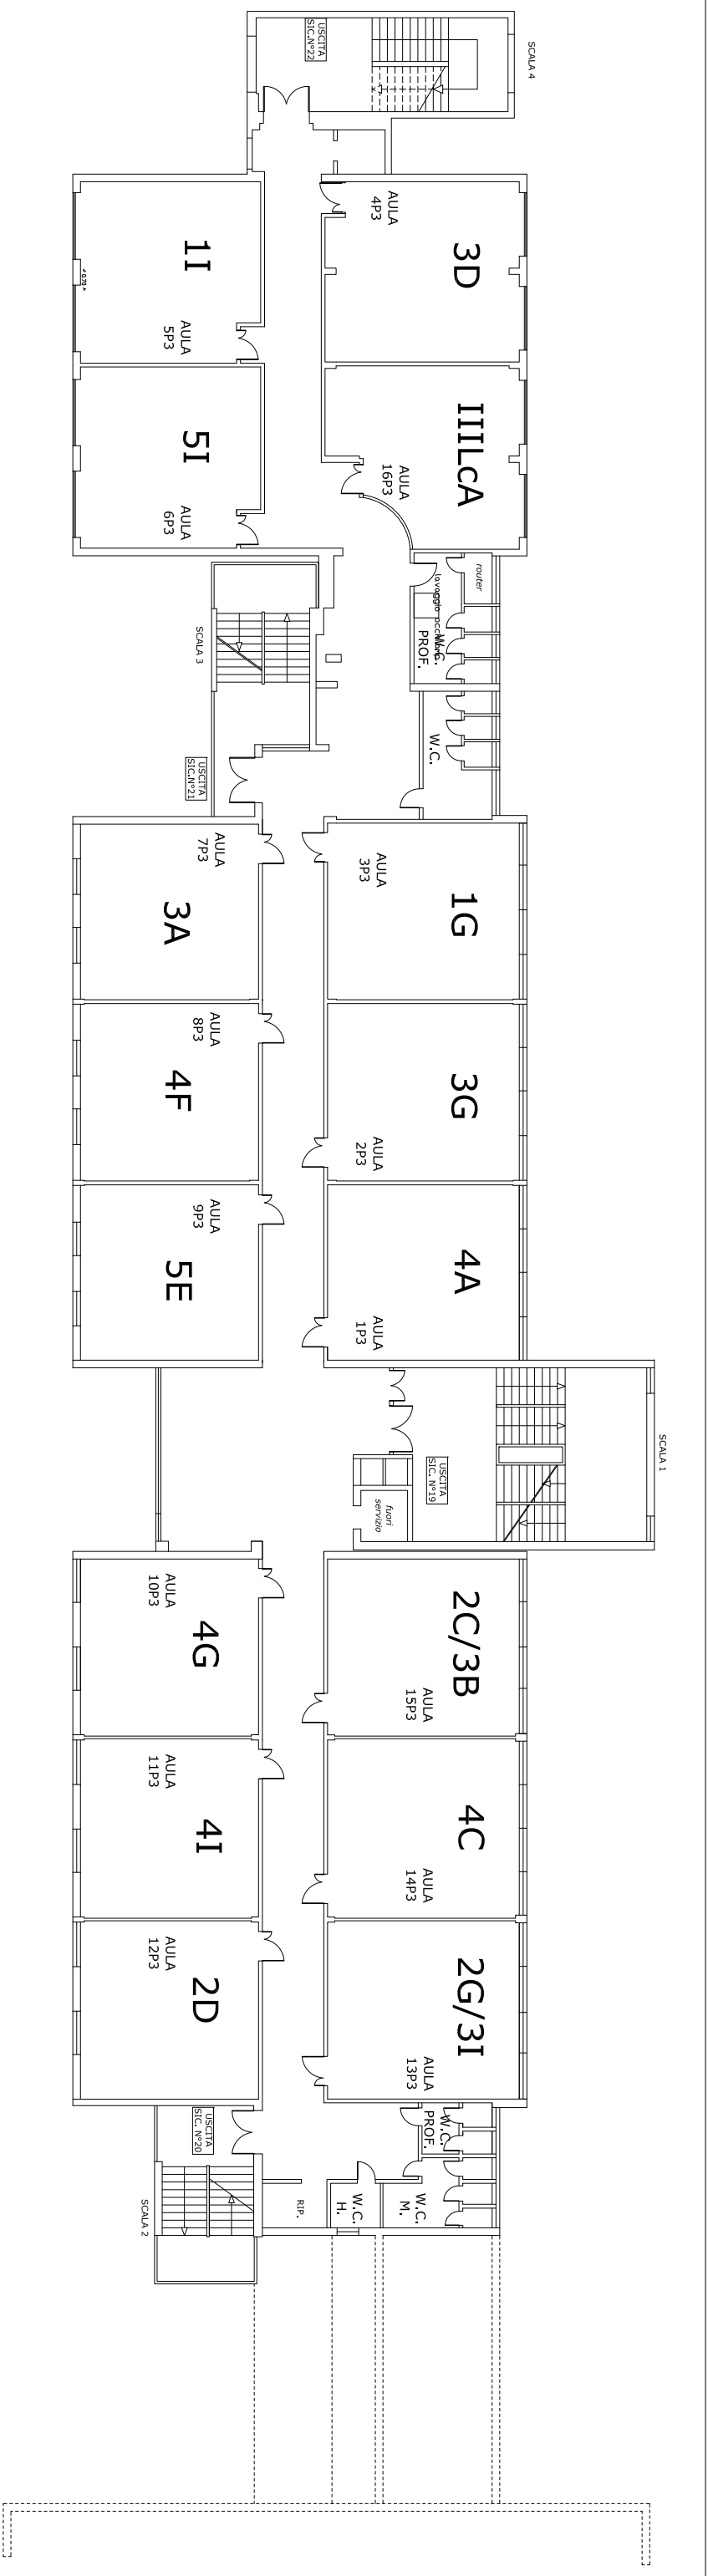 SCALA 4
USCITA
SIC.N°22
AULA
4P3
3D
1I
AULA
5P3
< 0.70 >
AULA
16P3
IIILcA
5I
AULA
6P3
router
lavaggio occhi
W.C.
PROF.
SCALA 3
W.C.
USCITA
SIC.N°21
AULA
7P3
3A
AULA
3P3
1G
AULA
8P3
4F
3G
AULA
2P3
AULA
9P3
5E
4A
AULA
1P3
SCALA 1
USCITA
SIC. N°19
fuori
servizio
AULA
10P3
4G
2C/3B
AULA
15P3
AULA
11P3
4I
4C
AULA
14P3
AULA
12P3
2D
2G/3I
AULA
13P3
W.C.
PROF.
USCITA
SIC. N°20
SCALA 2
RIP.
W.C.
H.
W.C.
M.